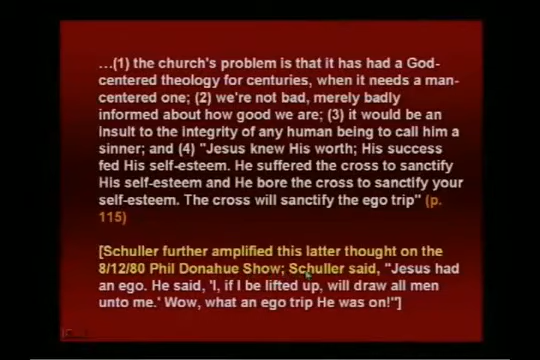 ...(1) the church's problem is that it has had a God-
centered theology for centuries, when it needs a man-
centered one; (2) we're not bad, merely badly
informed about how good we are; (3) it would be an
insult to the integrity of any human being to call him a
sinner; and (4) "Jesus knew His worth; His success
fed His self-esteem. He suffered the cross to sanctify
His self-esteem and He bore the cross to sanctify your
self-esteem. The cross will sanctify the ego trip" (p.
115)
[Schuller further amplified this latter thought on the
8/12/80 Phil Donahue Show; Schuller said, "Jesus had
an ego. He said, 'I, if I be lifted up, will draw all men
unto me.' Wow, what an ego trip He was on!"]